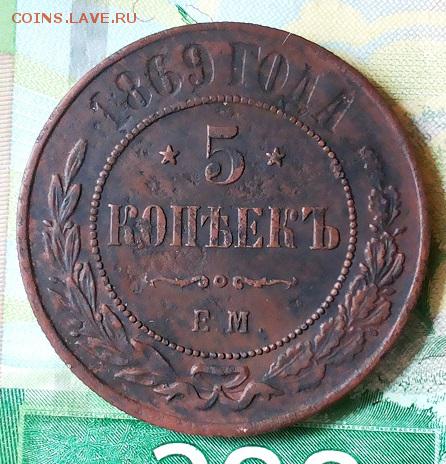 COINS.LAVE.RU
1869 ГОДА
5
КОПѢЕКЪ
Е.М.